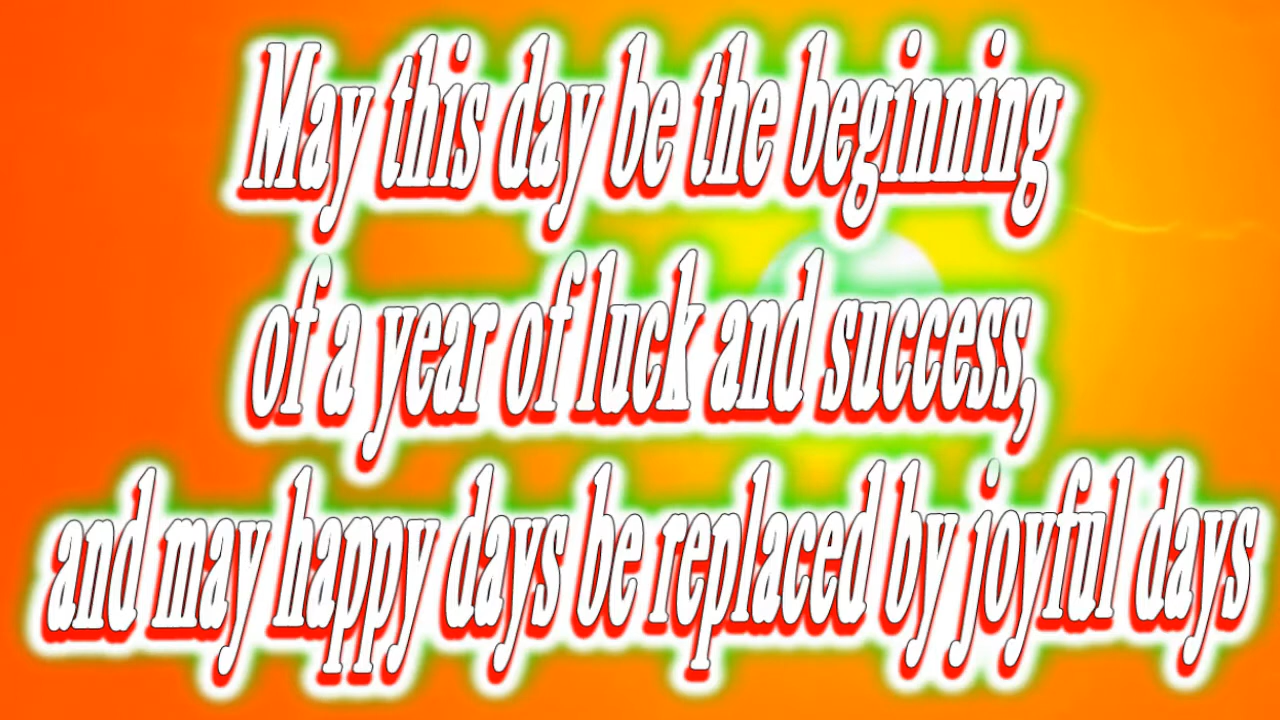 May this day be the beginning
of a year of luck and success,
and may happy days be replaced by joyful days